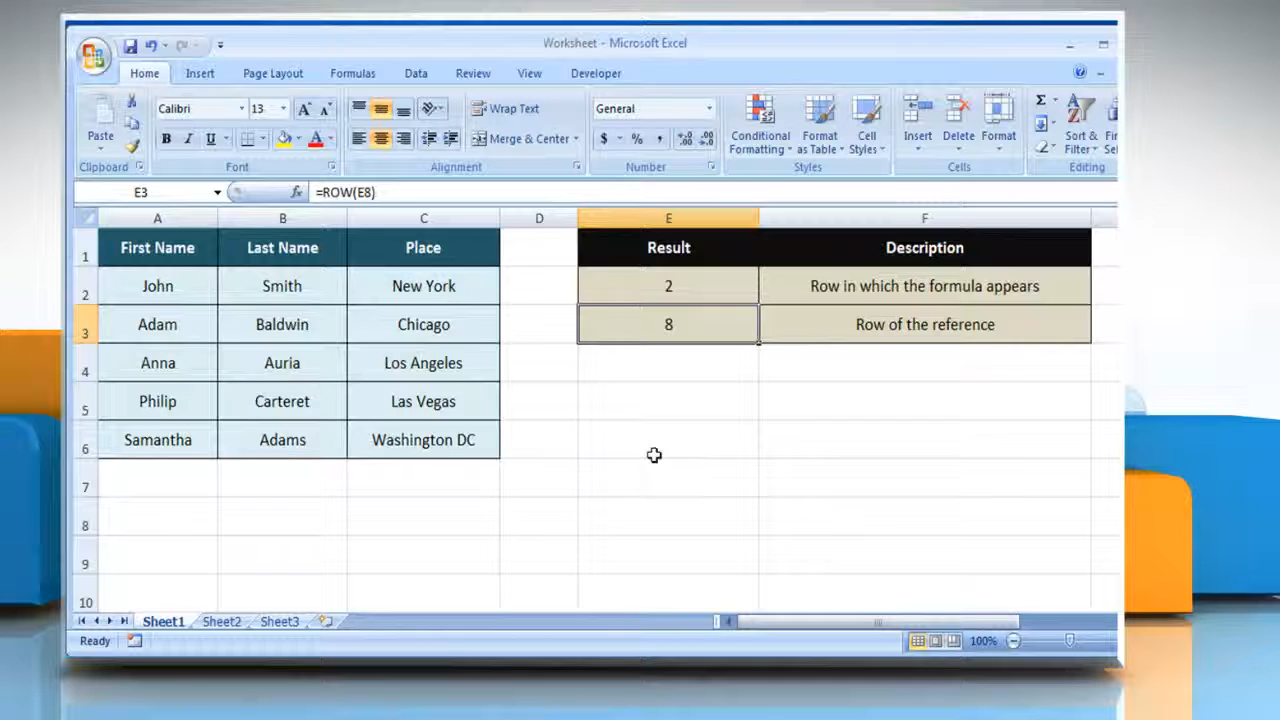 Worksheet - Microsoft Excel
Home Insert Page Layout Formulas Data Review View Developer
Calibri 13 Wrap Text General
Paste B I U Merge & Center $ % , Conditional Formatting Format as Table Cell Styles Insert Delete Format Σ Sort & Filter
Clipboard Font Alignment Number Styles Cells Editing
E3 fx =ROW(E8)
A B C D E F
1 First Name Last Name Place Result Description
2 John Smith New York 2 Row in which the formula appears
3 Adam Baldwin Chicago 8 Row of the reference
4 Anna Auria Los Angeles
5 Philip Carteret Las Vegas
6 Samantha Adams Washington DC
7
8
9
10
Sheet1 Sheet2 Sheet3
Ready 100%